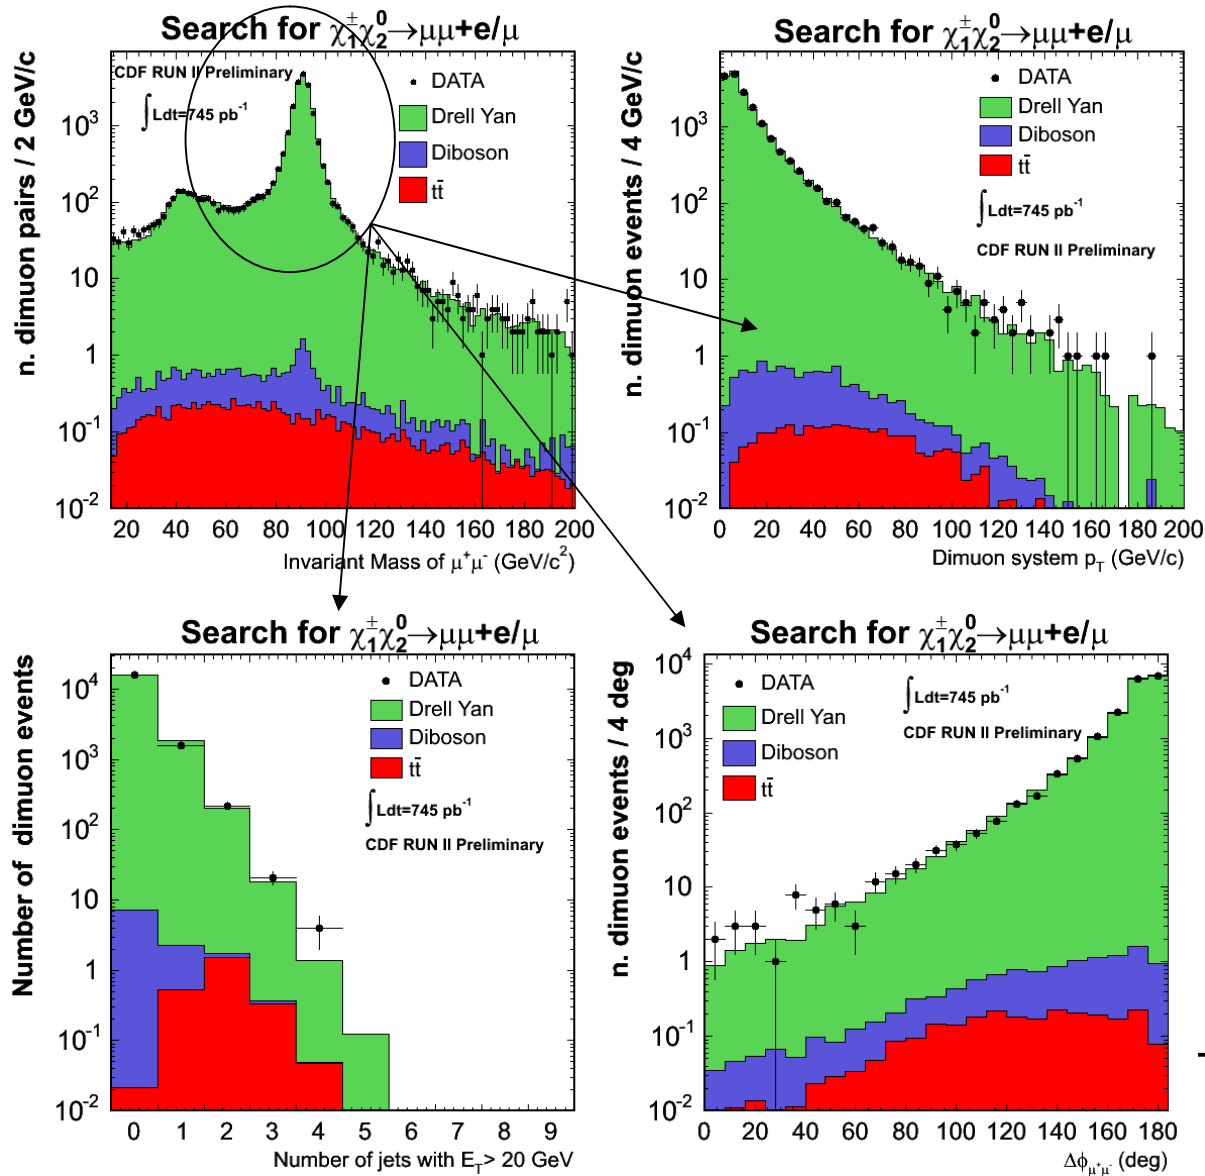 Search for χ₁±χ₂⁰→μμ+e/μ
n. dimuon pairs / 2 GeV/c
CDF RUN II Preliminary
∫Ldt=745 pb⁻¹
DATA
Drell Yan
Diboson
tt̄
10³
10²
10
1
10⁻¹
10⁻²
20 40 60 80 100 120 140 160 180 200
Invariant Mass of μ⁺μ⁻ (GeV/c²)
Search for χ₁±χ₂⁰→μμ+e/μ
n. dimuon events / 4 GeV/c
DATA
Drell Yan
Diboson
tt̄
∫Ldt=745 pb⁻¹
CDF RUN II Preliminary
10³
10²
10
1
10⁻¹
10⁻²
0 20 40 60 80 100 120 140 160 180 200
Dimuon system p_T (GeV/c)
Search for χ₁±χ₂⁰→μμ+e/μ
Number of dimuon events
DATA
Drell Yan
Diboson
tt̄
∫Ldt=745 pb⁻¹
CDF RUN II Preliminary
10⁴
10³
10²
10
1
10⁻¹
10⁻²
0 1 2 3 4 5 6 7 8 9
Number of jets with E_T> 20 GeV
Search for χ₁±χ₂⁰→μμ+e/μ
n. dimuon events / 4 deg
DATA
Drell Yan
Diboson
tt̄
∫Ldt=745 pb⁻¹
CDF RUN II Preliminary
10⁴
10³
10²
10
1
10⁻¹
10⁻²
0 20 40 60 80 100 120 140 160 180
Δϕ_μ⁺μ⁻ (deg)